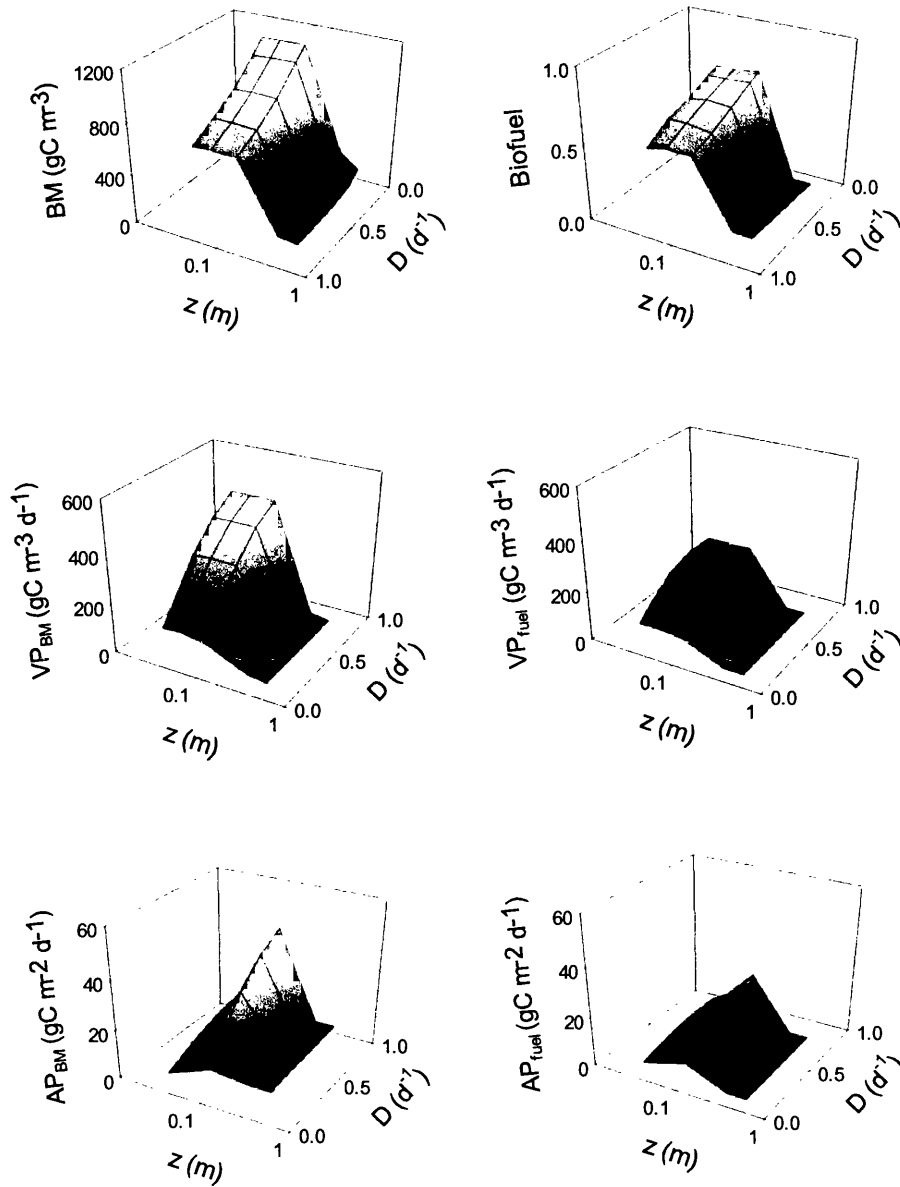 BM (gC m-3)
1200
800
400
0
0.1
1
z (m)
0.0
0.5
1.0
D (d-1)
Biofuel
1.0
0.5
0.0
0.1
1
z (m)
0.0
0.5
1.0
D (d-1)
VPBM (gC m-3 d-1)
600
400
200
0
0.1
1
z (m)
1.0
0.5
0.0
D (d-1)
VPfuel (gC m-3 d-1)
600
400
200
0
0.1
1
z (m)
1.0
0.5
0.0
D (d-1)
APBM (gC m-2 d-1)
60
40
20
0
0.1
1
z (m)
1.0
0.5
0.0
D (d-1)
APfuel (gC m-2 d-1)
60
40
20
0
0.1
1
z (m)
1.0
0.5
0.0
D (d-1)